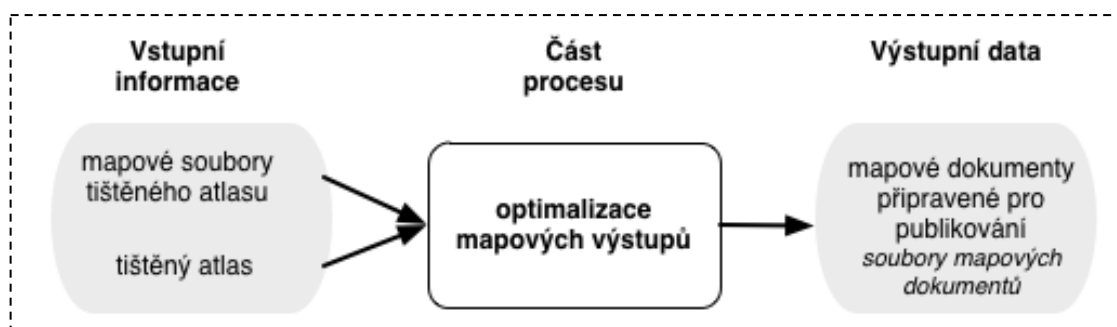 Vstupní
informace
Část
procesu
Výstupní data
mapové soubory
tištěného atlasu
tištěný atlas
optimalizace
mapových výstupů
mapové dokumenty
připravené pro
publikování
soubory mapových
dokumentů